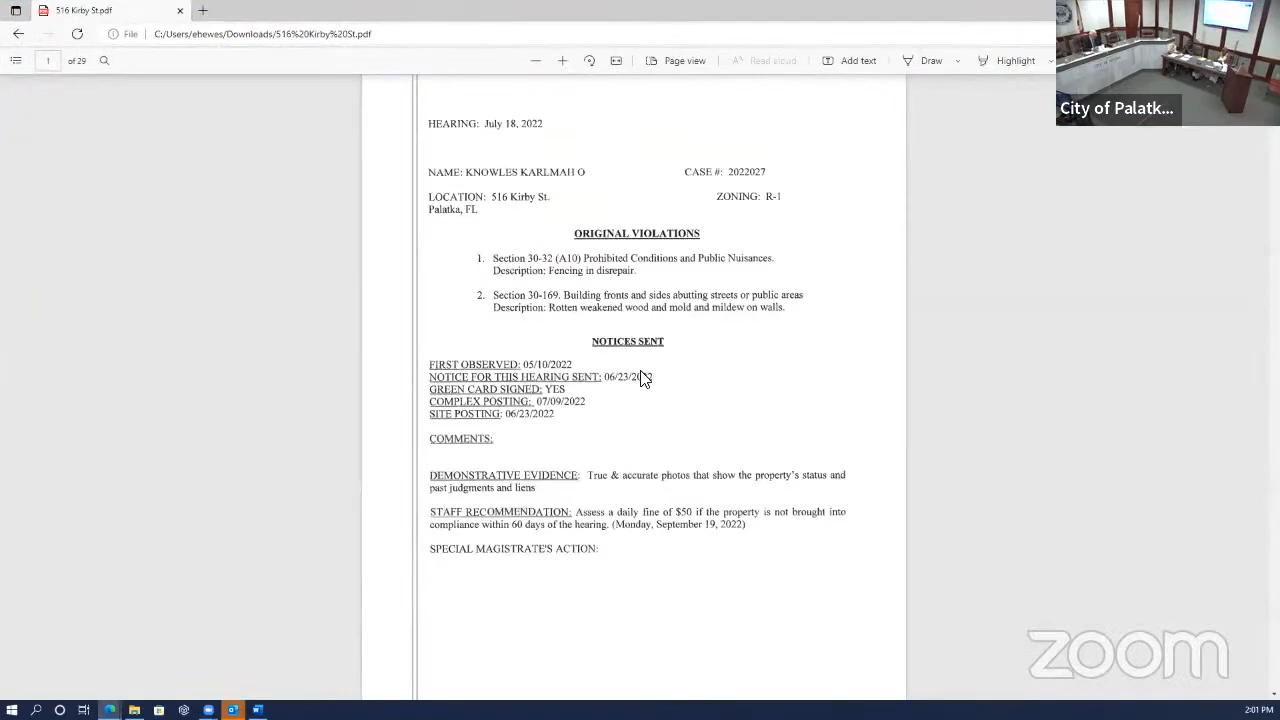 516 Kirby St.pdf
File C:/Users/ehewes/Downloads/516%20Kirby%20St.pdf
1 of 29 Page view Read aloud Add text Draw Highlight
City of Palatk...
HEARING: July 18, 2022
NAME: KNOWLES KARLMAH O CASE #: 2022027
LOCATION: 516 Kirby St. ZONING: R-1
Palatka, FL
ORIGINAL VIOLATIONS
1. Section 30-32 (A10) Prohibited Conditions and Public Nuisances.
Description: Fencing in disrepair.
2. Section 30-169. Building fronts and sides abutting streets or public areas
Description: Rotten weakened wood and mold and mildew on walls.
NOTICES SENT
FIRST OBSERVED: 05/10/2022
NOTICE FOR THIS HEARING SENT: 06/23/2022
GREEN CARD SIGNED: YES
COMPLEX POSTING: 07/09/2022
SITE POSTING: 06/23/2022
COMMENTS:
DEMONSTRATIVE EVIDENCE: True & accurate photos that show the property's status and
past judgments and liens
STAFF RECOMMENDATION: Assess a daily fine of $50 if the property is not brought into
compliance within 60 days of the hearing. (Monday, September 19, 2022)
SPECIAL MAGISTRATE'S ACTION:
zoom
2:01 PM